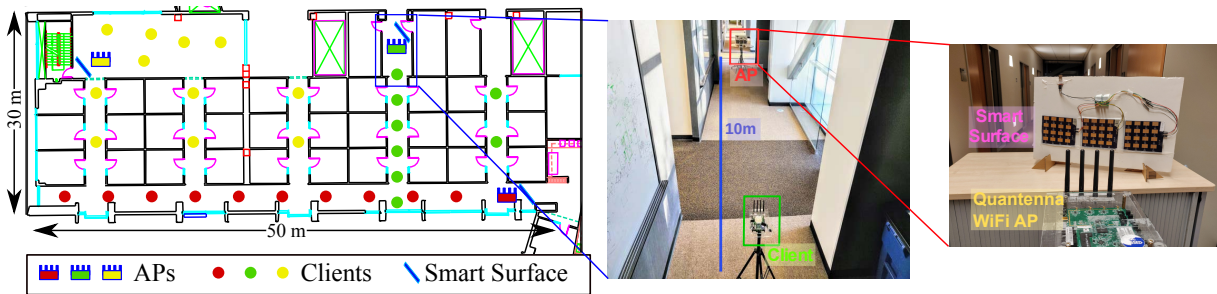 30 m
50 m
APs
Clients
Smart Surface
AP
10m
Client
Smart
Surface
Quantenna
WiFi AP